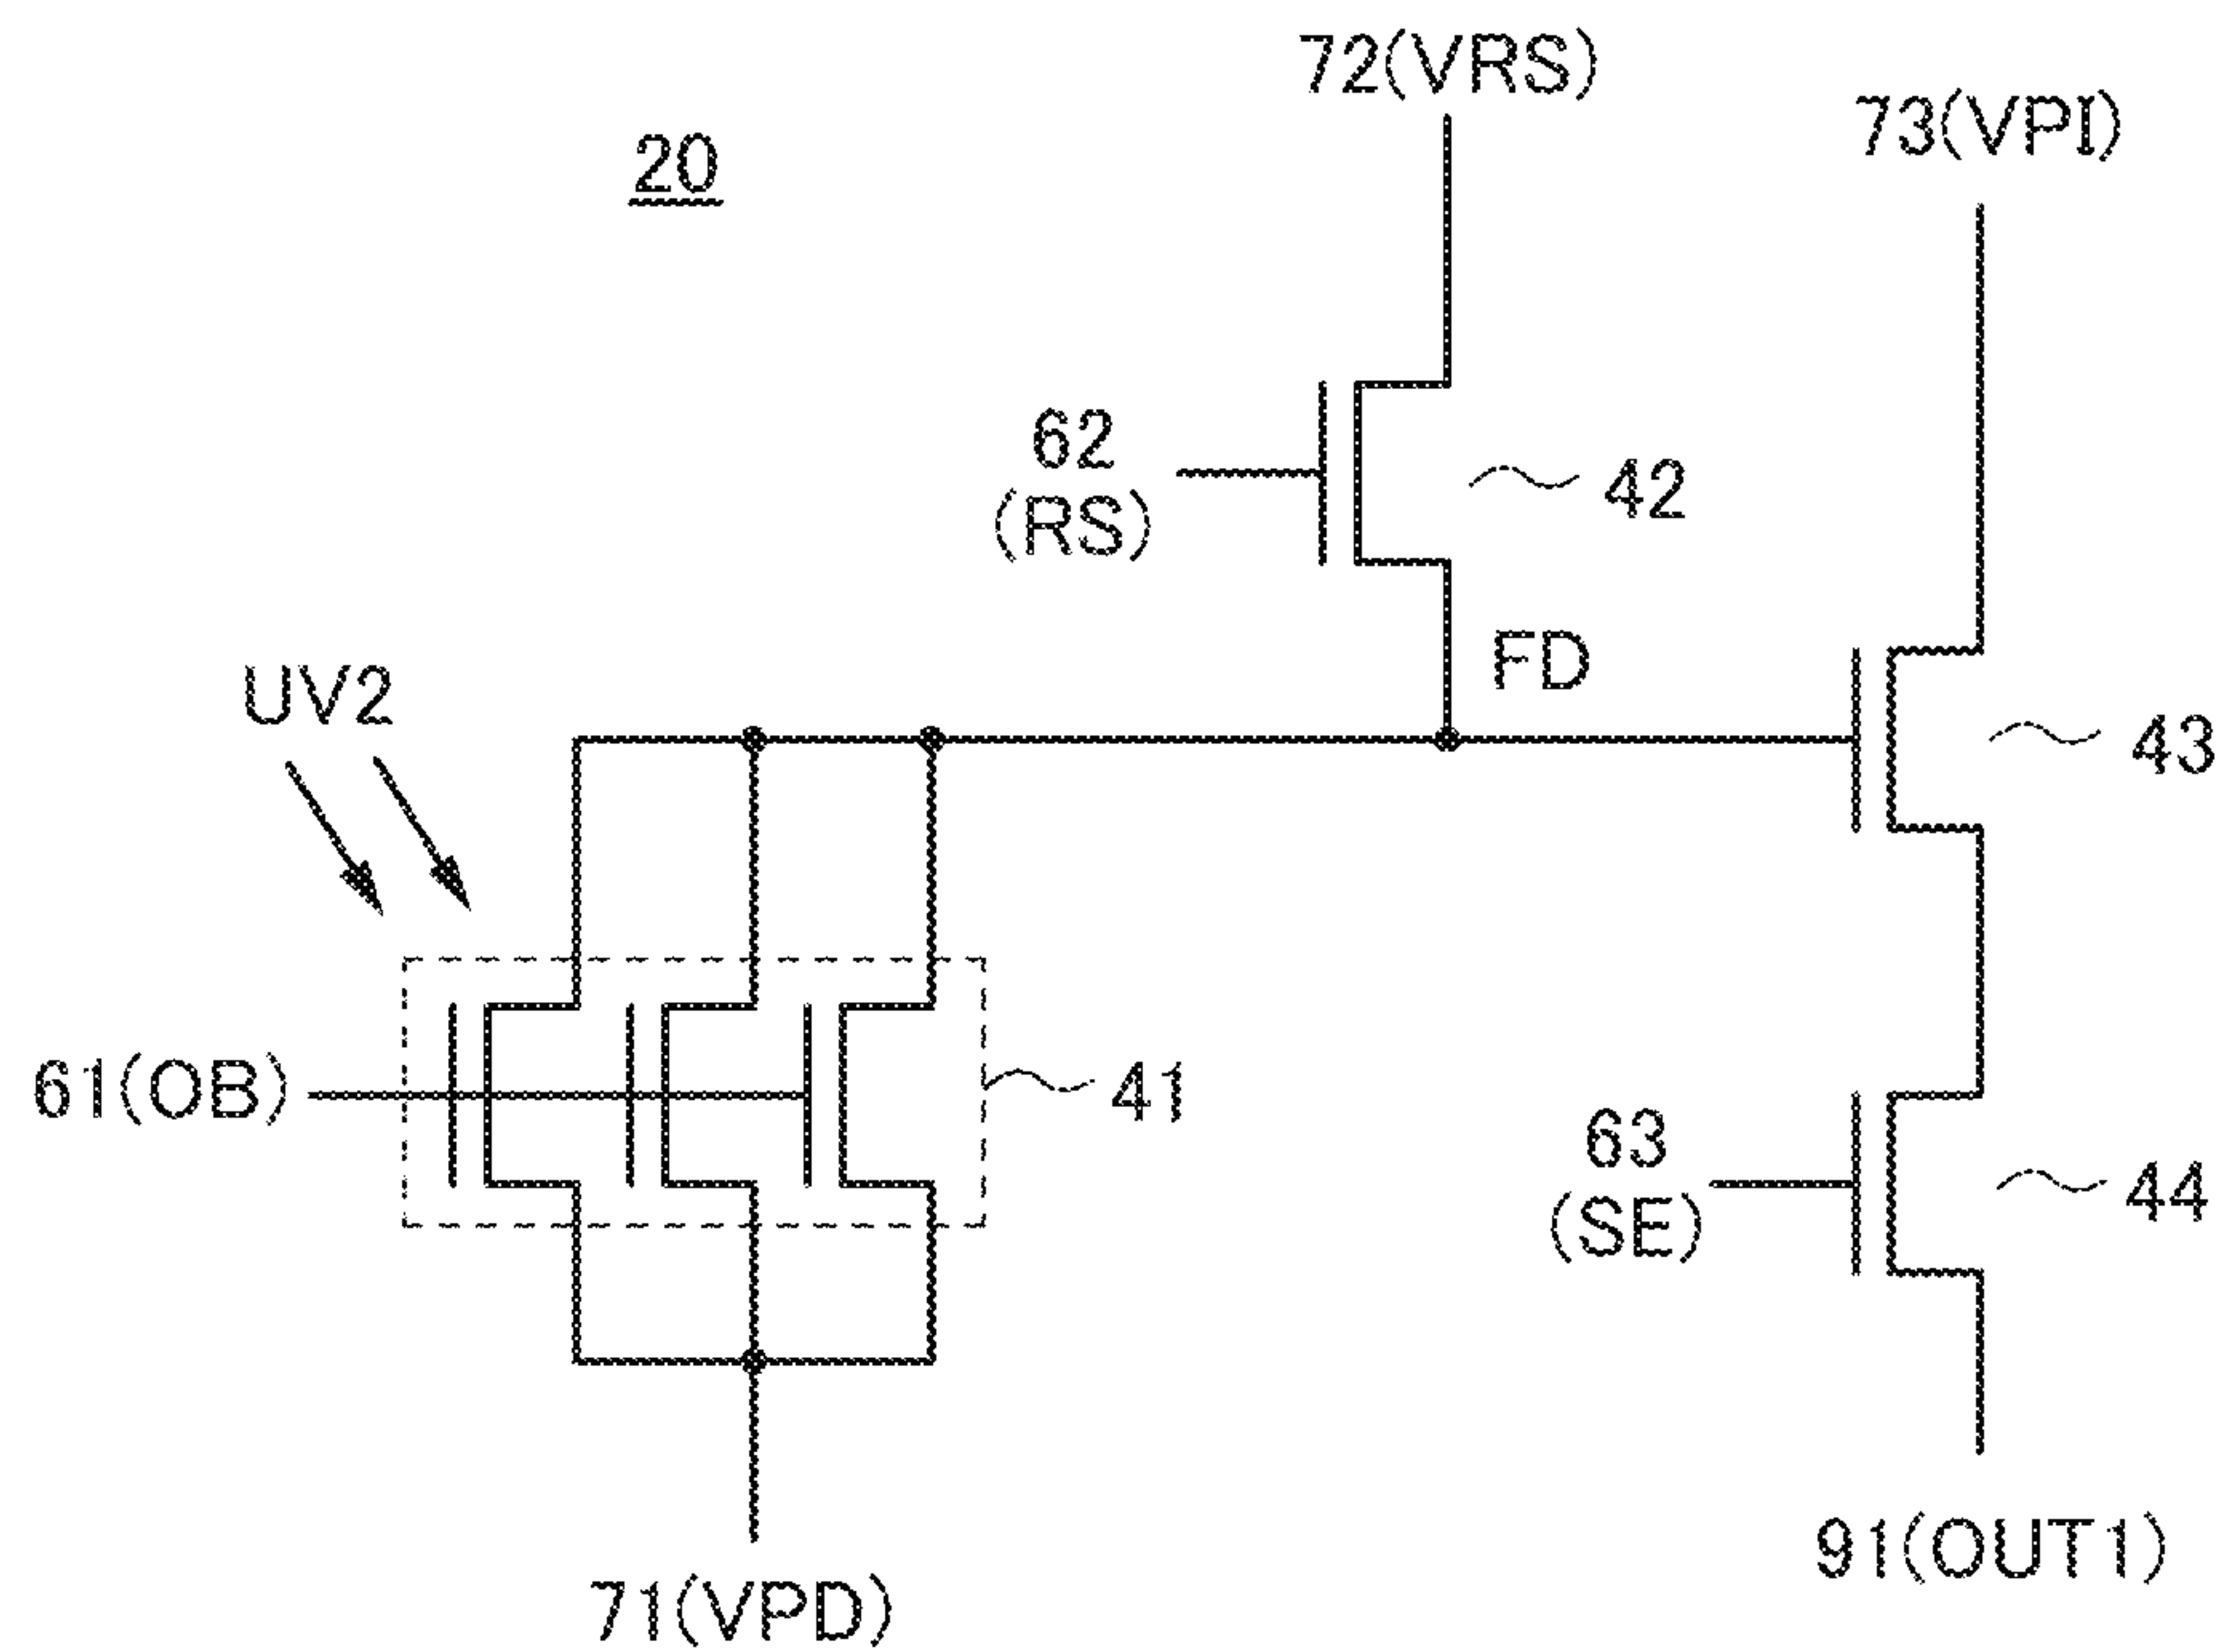 72(VRS)
73(VPI)
20
62
(RS)
42
FD
UV2
43
61(OB)
41
63
(SE)
44
91(OUT1)
71(VPD)